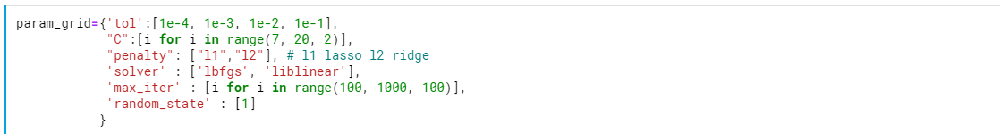 param_grid={'tol':[1e-4, 1e-3, 1e-2, 1e-1],
"C":[i for i in range(7, 20, 2)],
"penalty": ["l1","l2"], # l1 lasso l2 ridge
'solver' : ['lbfgs', 'liblinear'],
'max_iter' : [i for i in range(100, 1000, 100)],
'random_state' : [1]
}